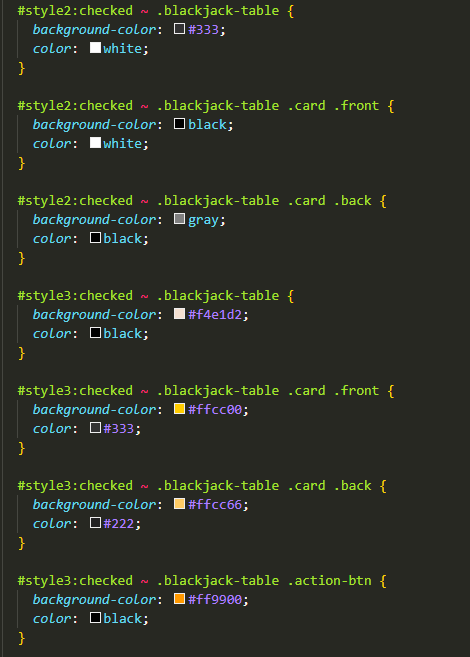 #style2:checked ~ .blackjack-table {
background-color: #333;
color: white;
}
#style2:checked ~ .blackjack-table .card .front {
background-color: black;
color: white;
}
#style2:checked ~ .blackjack-table .card .back {
background-color: gray;
color: black;
}
#style3:checked ~ .blackjack-table {
background-color: #f4e1d2;
color: black;
}
#style3:checked ~ .blackjack-table .card .front {
background-color: #ffcc00;
color: #333;
}
#style3:checked ~ .blackjack-table .card .back {
background-color: #ffcc66;
color: #222;
}
#style3:checked ~ .blackjack-table .action-btn {
background-color: #ff9900;
color: black;
}